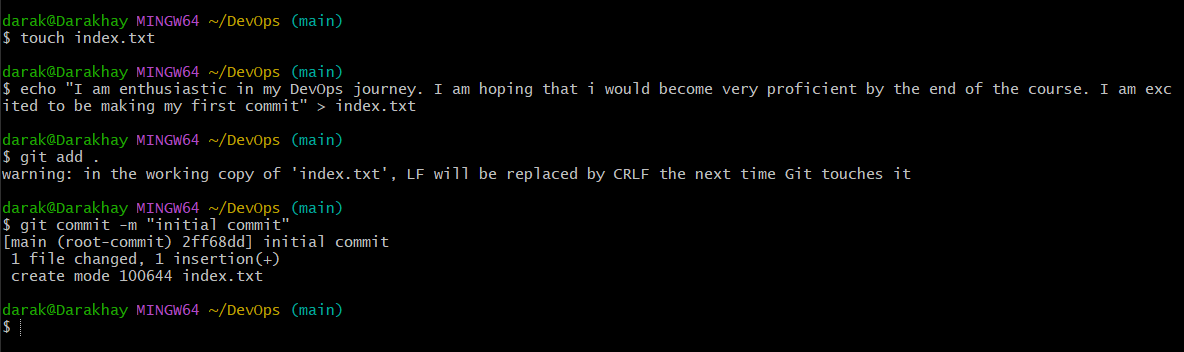 darak@Darakhay MINGW64 ~/DevOps (main)
$ touch index.txt
darak@Darakhay MINGW64 ~/DevOps (main)
$ echo "I am enthusiastic in my DevOps journey. I am hoping that i would become very proficient by the end of the course. I am exc
ited to be making my first commit" > index.txt
darak@Darakhay MINGW64 ~/DevOps (main)
$ git add .
warning: in the working copy of 'index.txt', LF will be replaced by CRLF the next time Git touches it
darak@Darakhay MINGW64 ~/DevOps (main)
$ git commit -m "initial commit"
[main (root-commit) 2ff68dd] initial commit
 1 file changed, 1 insertion(+)
 create mode 100644 index.txt
darak@Darakhay MINGW64 ~/DevOps (main)
$